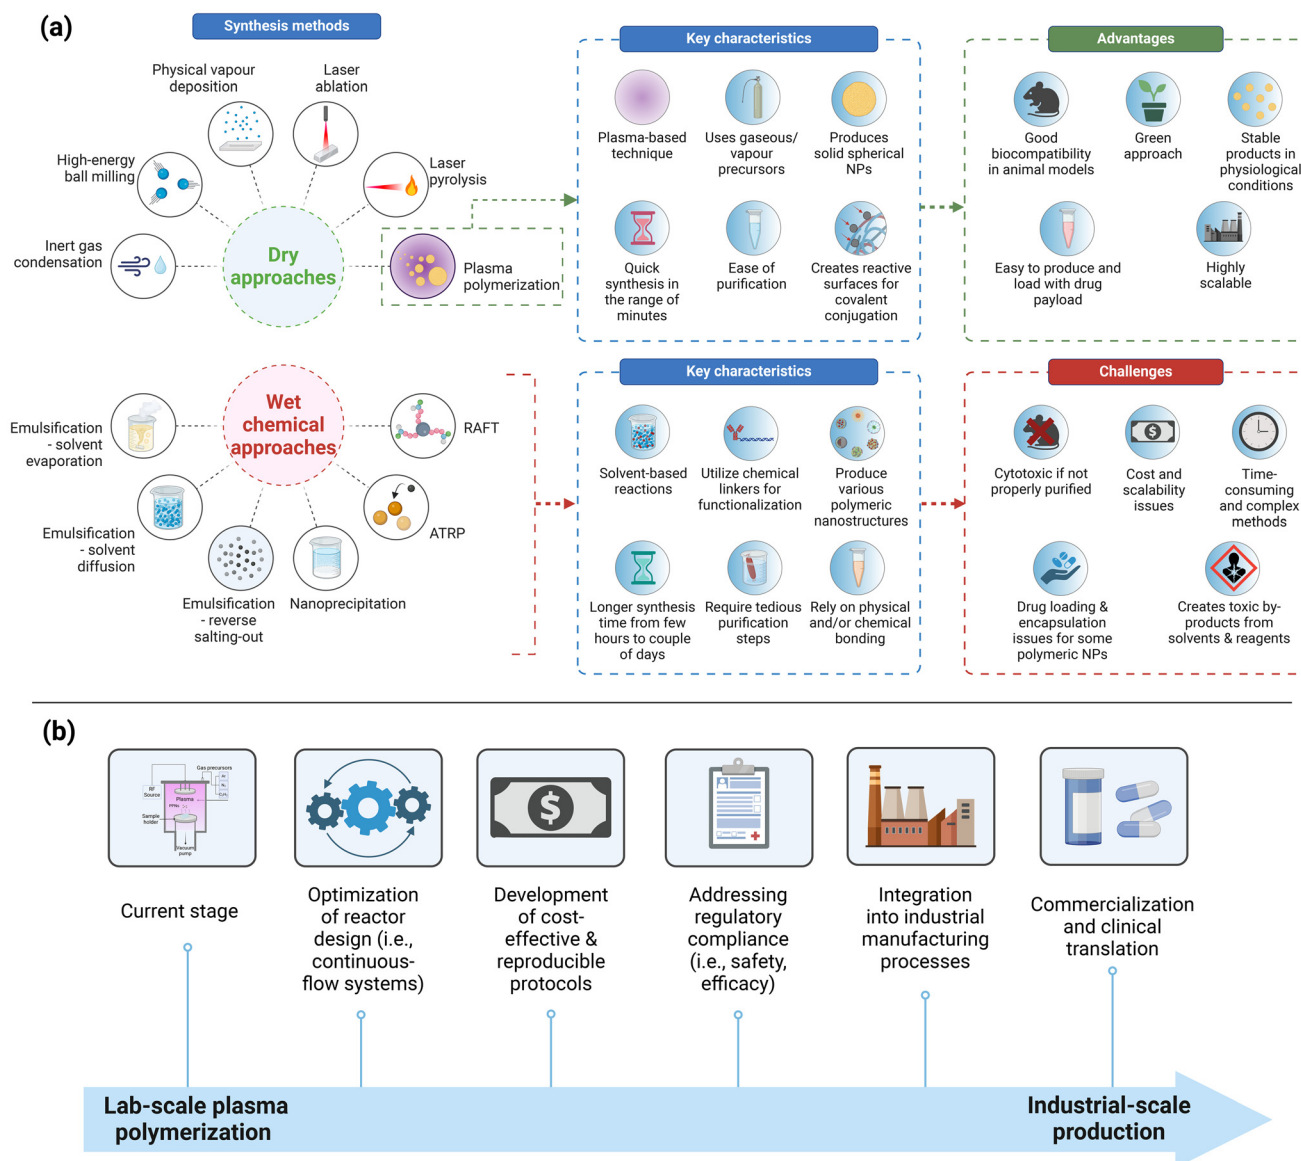 (a)
Synthesis methods
Physical vapour
deposition
Laser
ablation
High-energy
ball milling
Laser
pyrolysis
Inert gas
condensation
Dry
approaches
Plasma
polymerization
Key characteristics
Plasma-based
technique
Uses gaseous/
vapour
precursors
Produces
solid spherical
NPs
Quick
synthesis in
the range of
minutes
Ease of
purification
Creates reactive
surfaces for
covalent
conjugation
Advantages
Good
biocompatibility
in animal models
Green
approach
Stable
products in
physiological
conditions
Easy to produce and
load with drug
payload
Highly
scalable
Wet
chemical
approaches
Emulsification
- solvent
evaporation
RAFT
Emulsification
- solvent
diffusion
ATRP
Emulsification
- reverse
salting-out
Nanoprecipitation
Key characteristics
Solvent-based
reactions
Utilize chemical
linkers for
functionalization
Produce
various
polymeric
nanostructures
Longer synthesis
time from few
hours to couple
of days
Require tedious
purification
steps
Rely on physical
and/or chemical
bonding
Challenges
Cytotoxic if not
properly purified
Cost and
scalability
issues
Time-
consuming
and complex
methods
Drug loading &
encapsulation
issues for some
polymeric NPs
Creates toxic by-
products from
solvents & reagents
(b)
Gas precursors
RF
Source
Plasma
Ar
N₂
C₂H₂
PPNs
Sample
holder
Vacuum
pump
Current stage
Optimization
of reactor
design (i.e.,
continuous-
flow systems)
Development
of cost-
effective &
reproducible
protocols
Addressing
regulatory
compliance
(i.e., safety,
efficacy)
Integration
into industrial
manufacturing
processes
Commercialization
and clinical
translation
Lab-scale plasma
polymerization
Industrial-scale
production